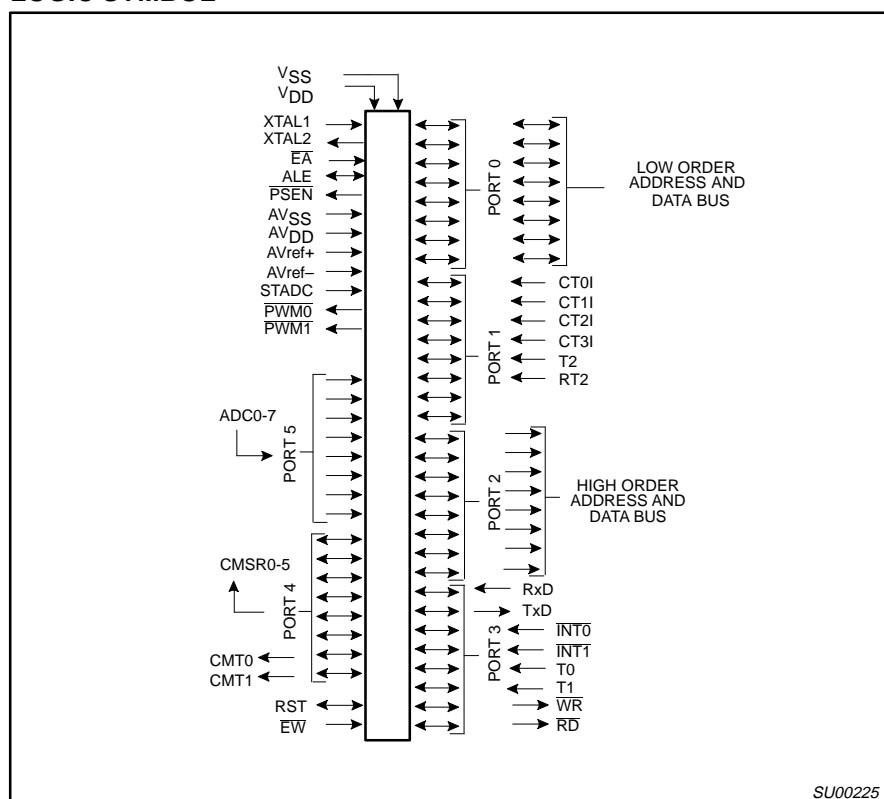 LOGIC SYMBOL
VSS
VDD
XTAL1
XTAL2
EA
ALE
PSEN
AVSS
AVDD
AVref+
AVref–
STADC
PWM0
PWM1
ADC0-7
PORT 5
CMSR0-5
PORT 4
CMT0
CMT1
RST
EW
PORT 0
LOW ORDER
ADDRESS AND
DATA BUS
PORT 1
CT0I
CT1I
CT2I
CT3I
T2
RT2
PORT 2
HIGH ORDER
ADDRESS AND
DATA BUS
PORT 3
RxD
TxD
INT0
INT1
T0
T1
WR
RD
SU00225